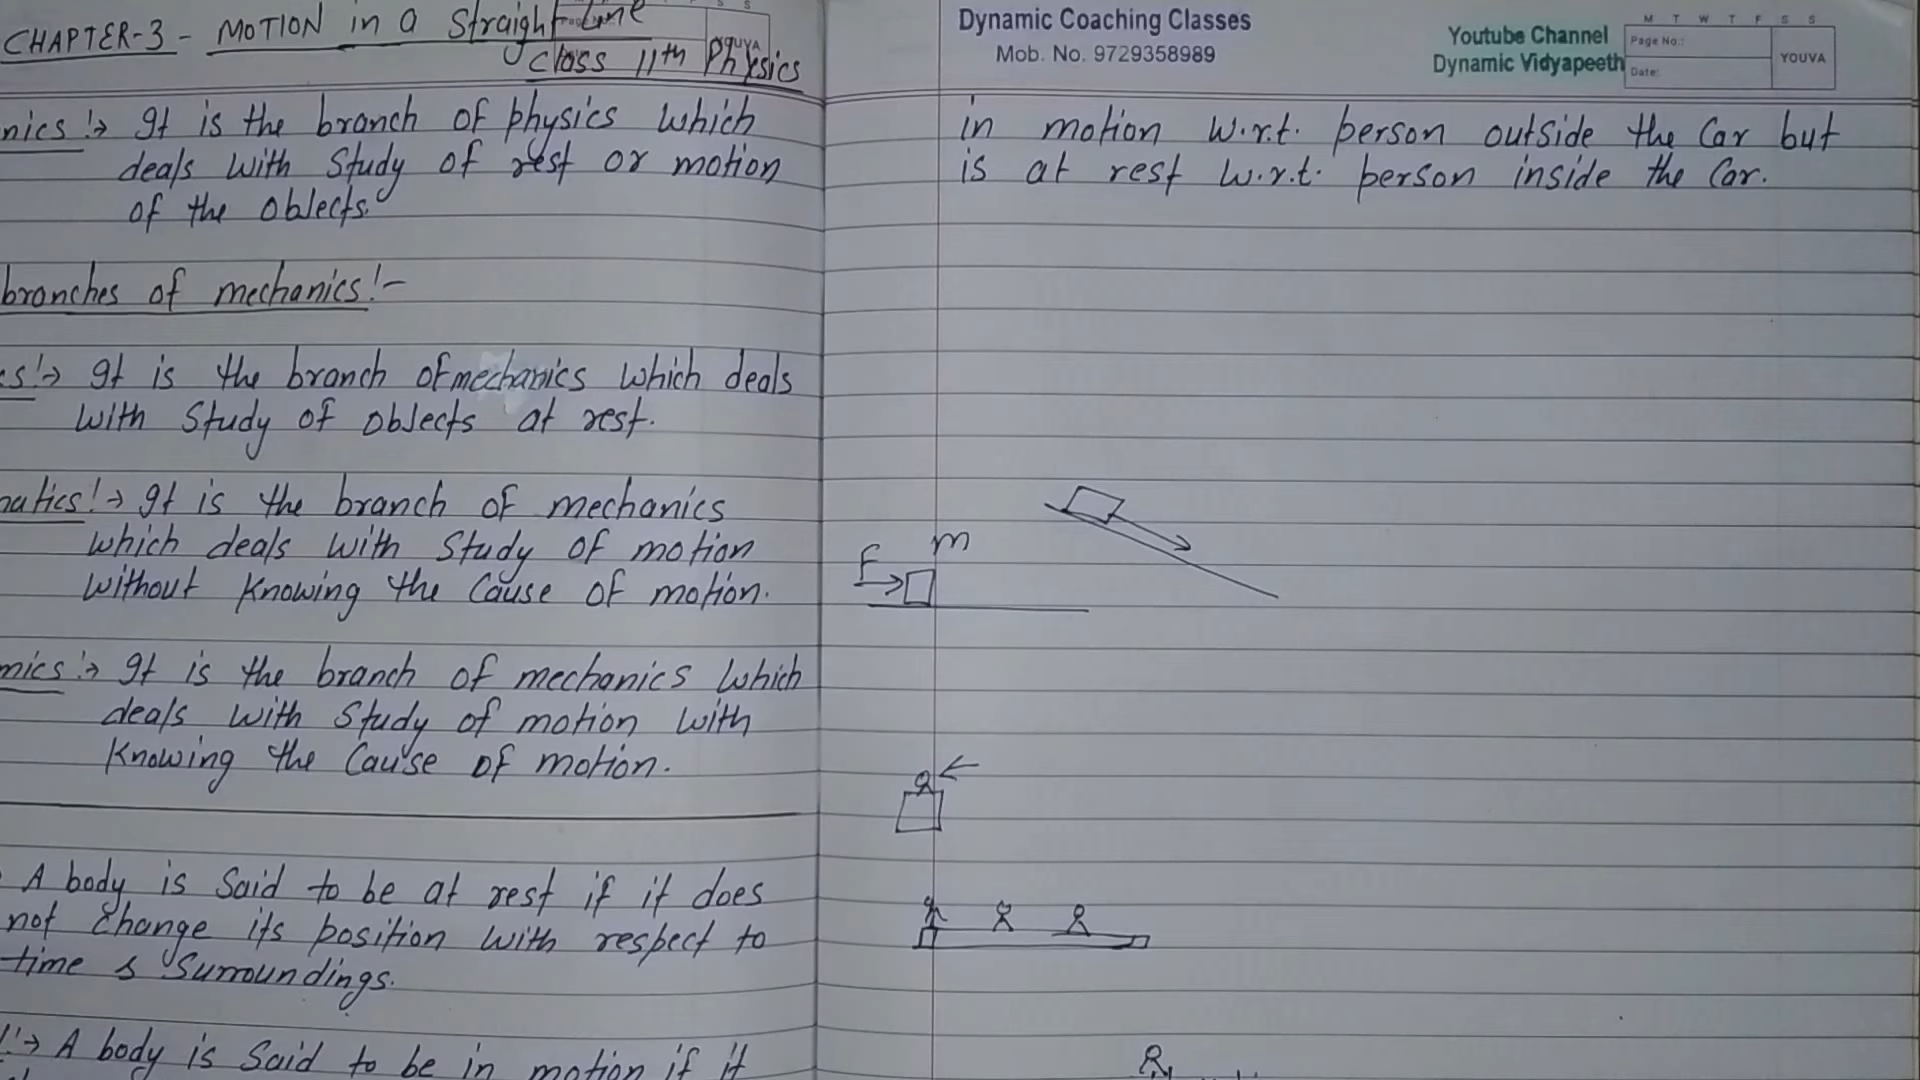 CHAPTER-3 - MOTION in a Straight Line
Class 11th Physics
nics :→ It is the branch of physics which
deals with study of rest or motion
of the objects.
branches of mechanics:-
cs:→ It is the branch of mechanics which deals
with study of objects at rest.
matics:→ It is the branch of mechanics
which deals with study of motion
without knowing the cause of motion.
mics:→ It is the branch of mechanics which
deals with study of motion with
knowing the cause of motion.
A body is said to be at rest if it does
not change its position with respect to
time & surroundings.
:→ A body is said to be in motion if it
Dynamic Coaching Classes
Mob. No. 9729358989
Youtube Channel
Dynamic Vidyapeeth
M T W T F S S
Page No.:
Date:
YOUVA
in motion w.r.t. person outside the Car but
is at rest w.r.t. person inside the Car.
F
m